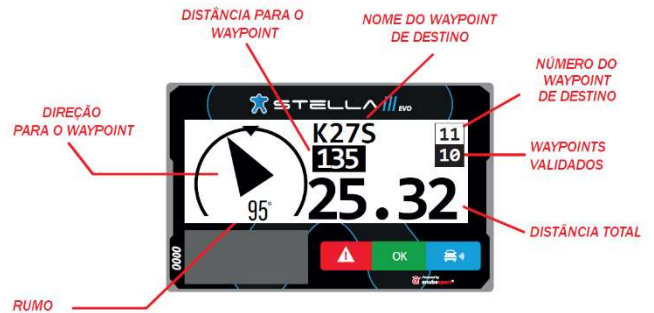 DISTÂNCIA PARA O
WAYPOINT
NOME DO WAYPOINT
DE DESTINO
NÚMERO DO
WAYPOINT
DE DESTINO
DIREÇÃO
PARA O WAYPOINT
STELLA III EVO
K27S
11
135
10
WAYPOINTS
VALIDADOS
95°
25.32
DISTÂNCIA TOTAL
0000
OK
RUMO